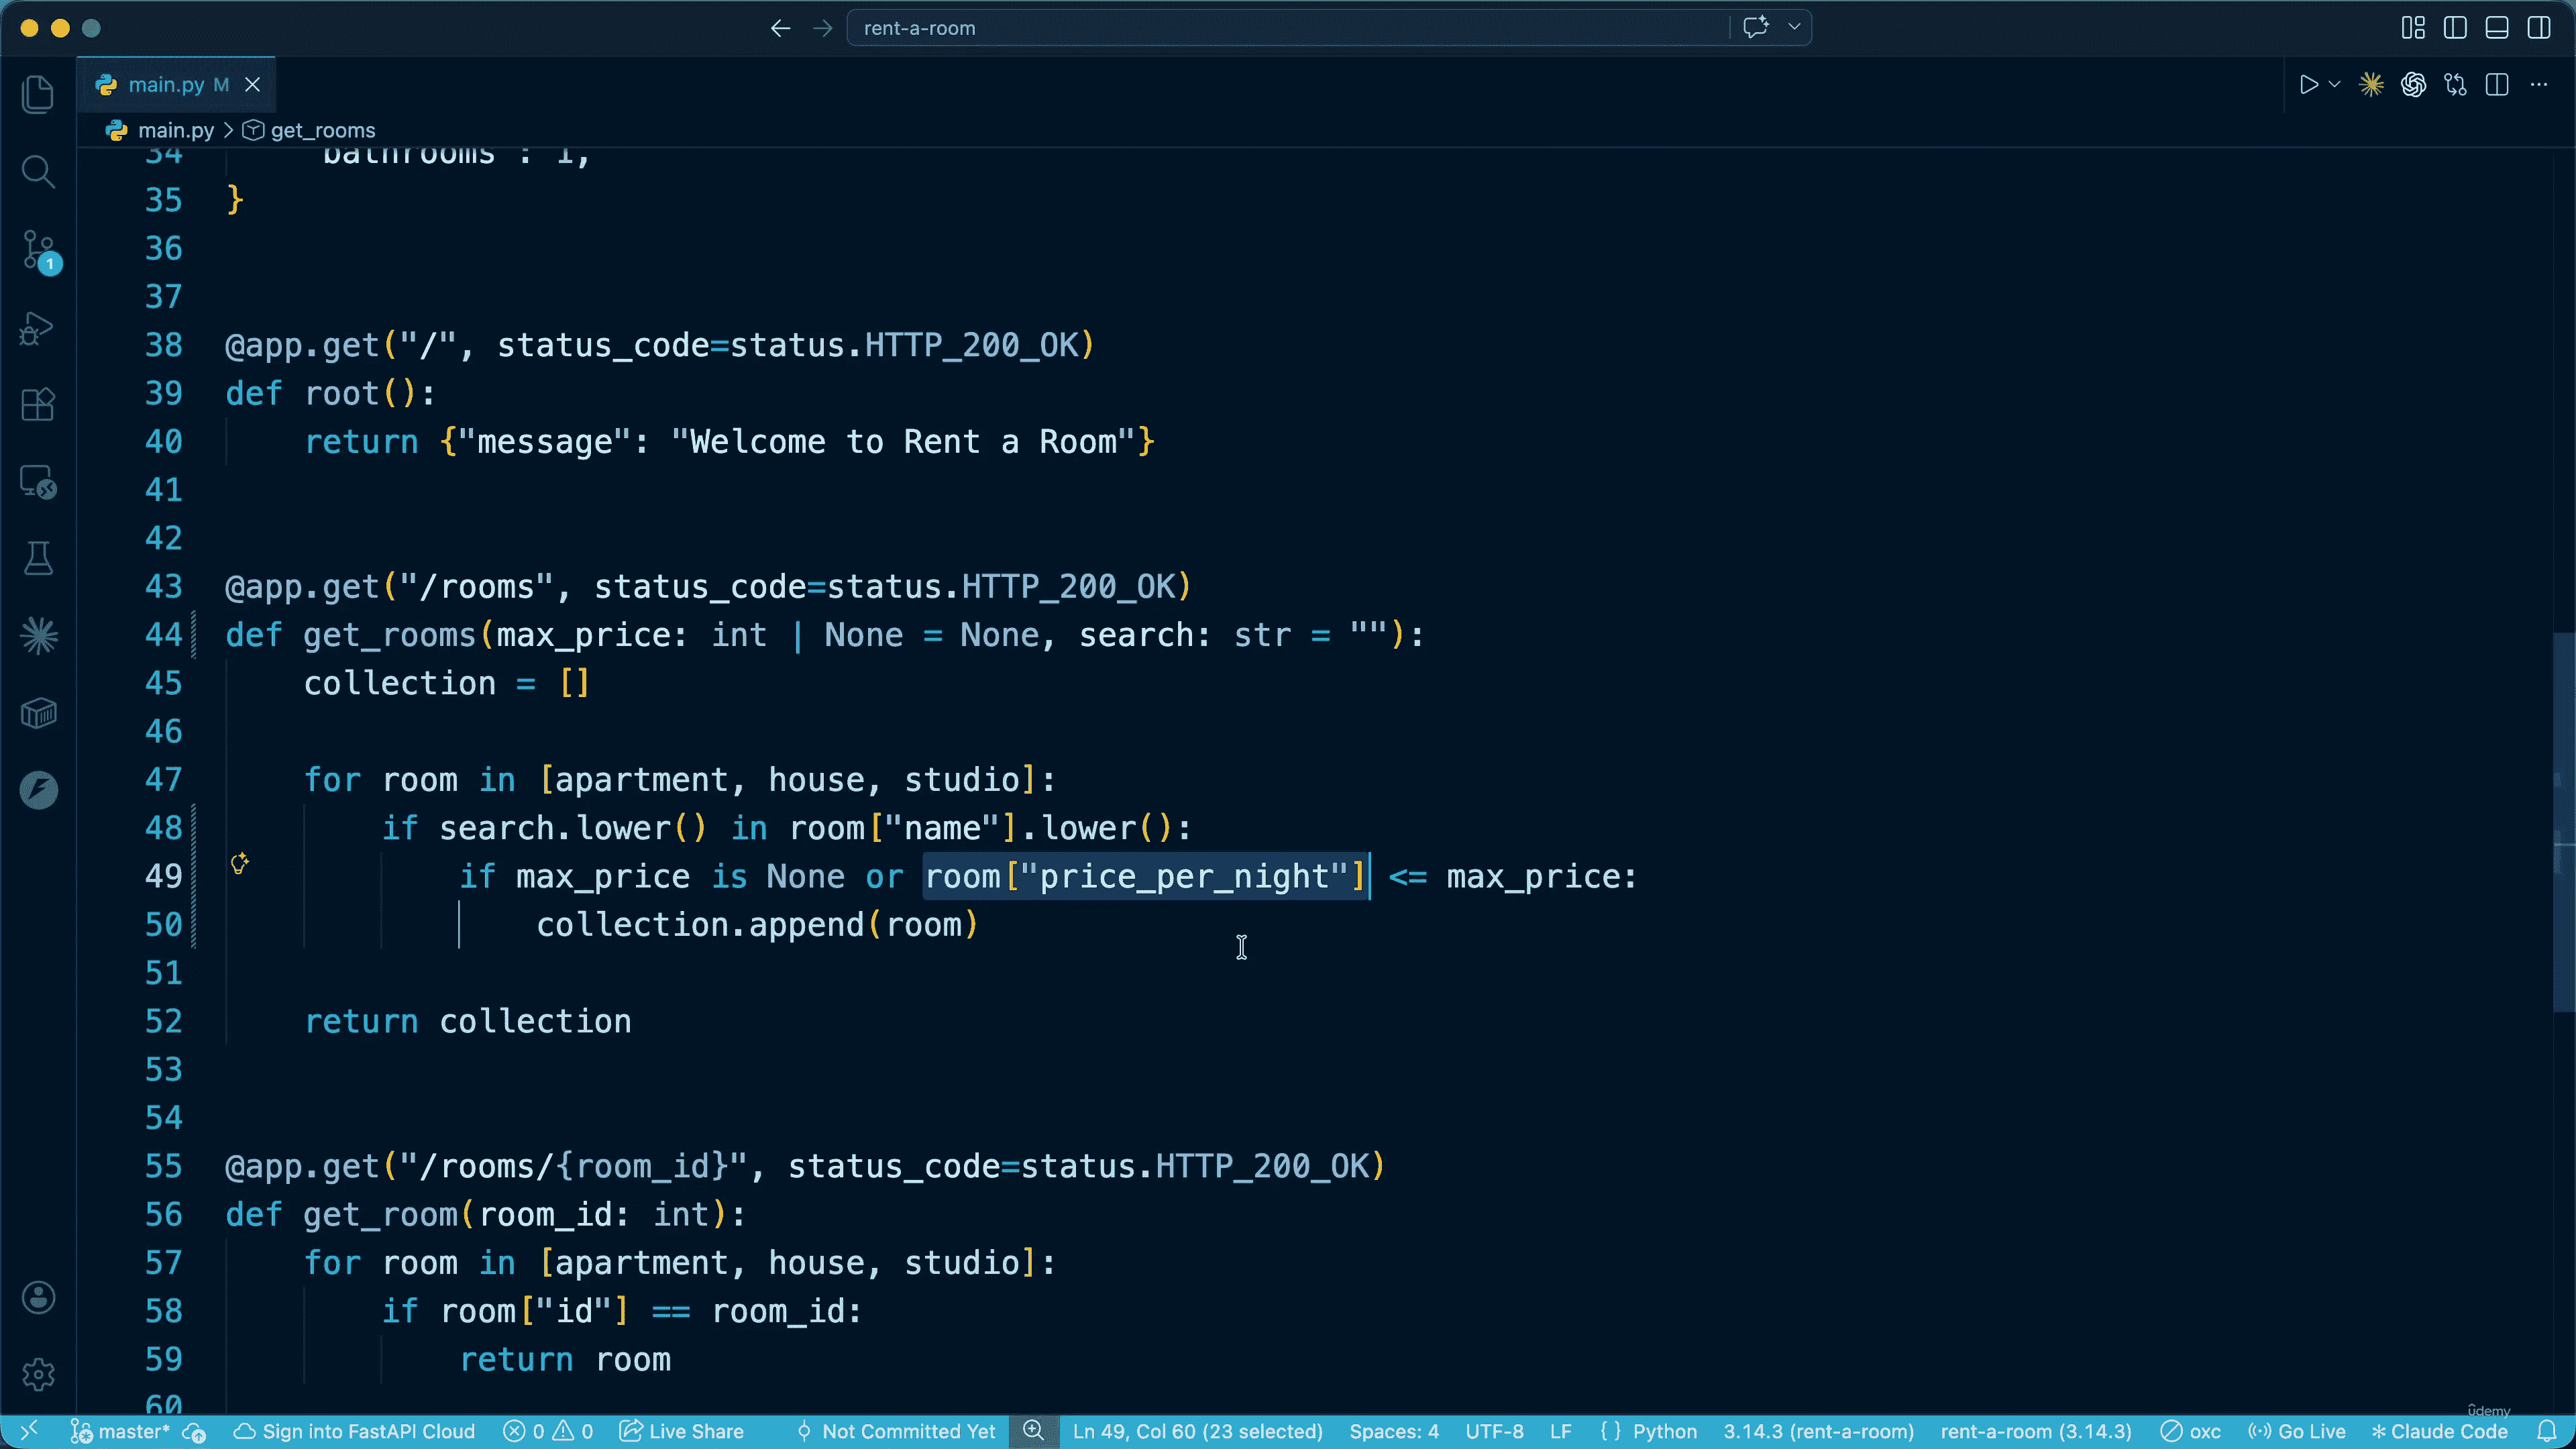 rent-a-room
main.py M
main.py > get_rooms
34 bathrooms : 1,
35 }
36
37
38 @app.get("/", status_code=status.HTTP_200_OK)
39 def root():
40 return {"message": "Welcome to Rent a Room"}
41
42
43 @app.get("/rooms", status_code=status.HTTP_200_OK)
44 def get_rooms(max_price: int | None = None, search: str = ""):
45 collection = []
46
47 for room in [apartment, house, studio]:
48 if search.lower() in room["name"].lower():
49 if max_price is None or room["price_per_night"] <= max_price:
50 collection.append(room)
51
52 return collection
53
54
55 @app.get("/rooms/{room_id}", status_code=status.HTTP_200_OK)
56 def get_room(room_id: int):
57 for room in [apartment, house, studio]:
58 if room["id"] == room_id:
59 return room
60
1
udemy
master* Sign into FastAPI Cloud 0 0 Live Share Not Committed Yet Ln 49, Col 60 (23 selected) Spaces: 4 UTF-8 LF { } Python 3.14.3 (rent-a-room) rent-a-room (3.14.3) oxc Go Live Claude Code